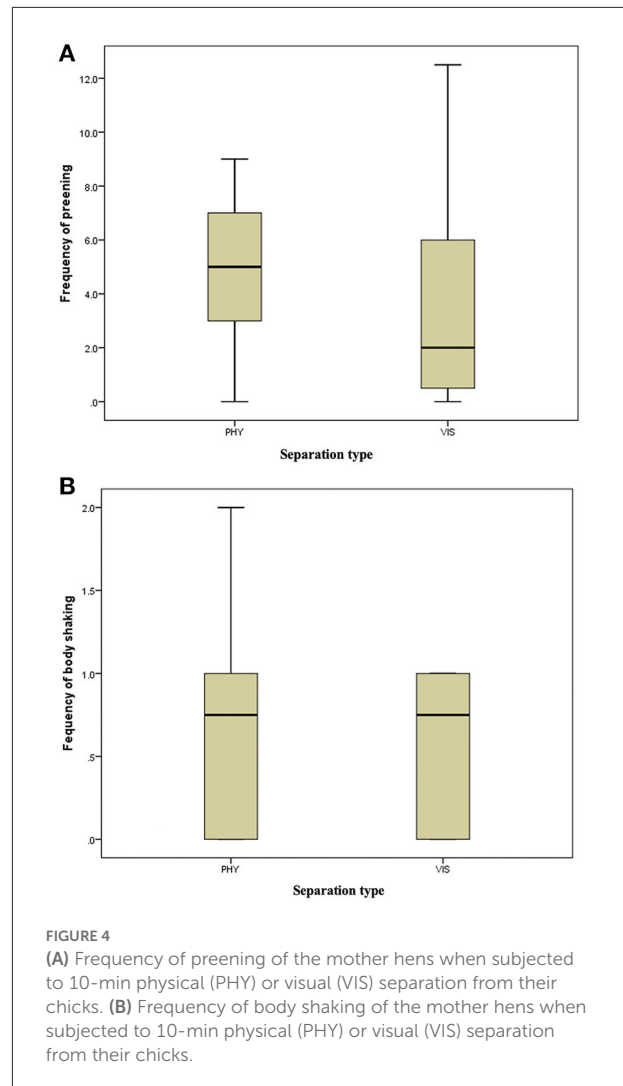 A
12.0
10.0
8.0
6.0
4.0
2.0
.0
Frequency of preening
PHY VIS
Separation type
B
2.0
1.5
1.0
.5
.0
Fequency of body shaking
PHY VIS
Separation type
FIGURE 4
(A) Frequency of preening of the mother hens when subjected
to 10-min physical (PHY) or visual (VIS) separation from their
chicks. (B) Frequency of body shaking of the mother hens when
subjected to 10-min physical (PHY) or visual (VIS) separation
from their chicks.